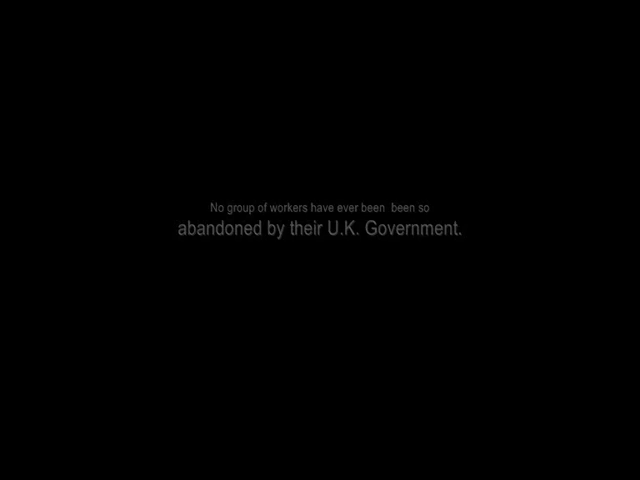 No group of workers have ever been  been so
abandoned by their U.K. Government.